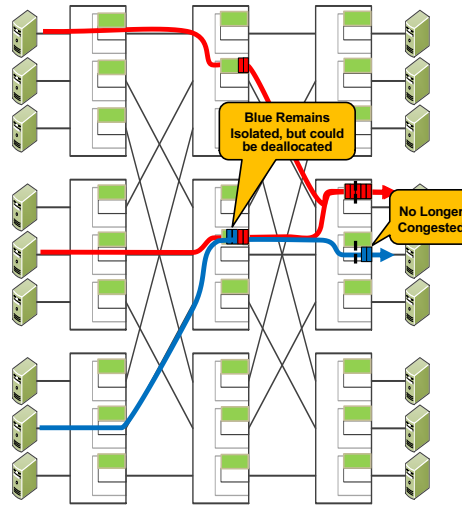 Blue Remains
Isolated, but could
be deallocated
No Longer
Congested